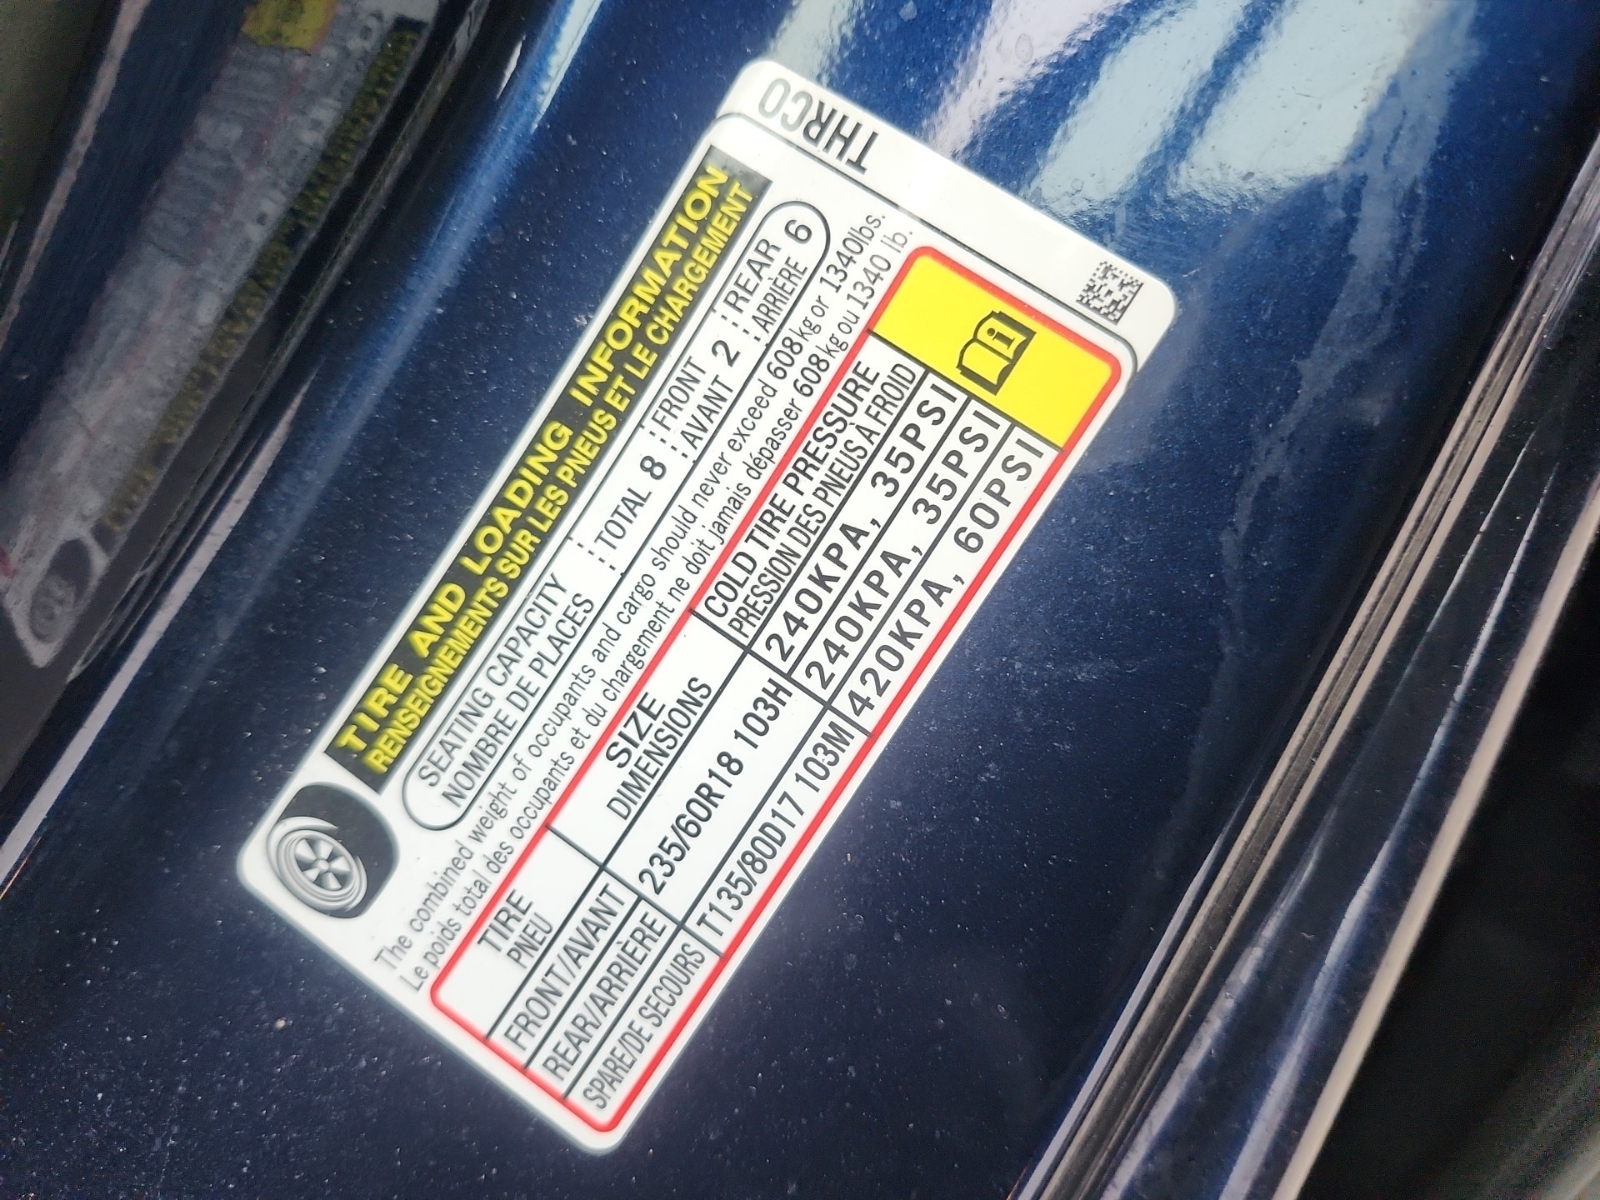 THRCO
TIRE AND LOADING INFORMATION
RENSEIGNEMENTS SUR LES PNEUS ET LE CHARGEMENT
SEATING CAPACITY
NOMBRE DE PLACES
TOTAL 8
FRONT
AVANT 2
REAR
ARRIÈRE 6
The combined weight of occupants and cargo should never exceed 608kg or 1340lbs.
Le poids total des occupants et du chargement ne doit jamais dépasser 608kg ou 1340 lb.
TIRE
PNEU
SIZE
DIMENSIONS
COLD TIRE PRESSURE
PRESSION DES PNEUS À FROID
FRONT/AVANT
235/60R18 103H
240KPA, 35PSI
REAR/ARRIÈRE
240KPA, 35PSI
SPARE/DE SECOURS
T135/80D17 103M
420KPA, 60PSI